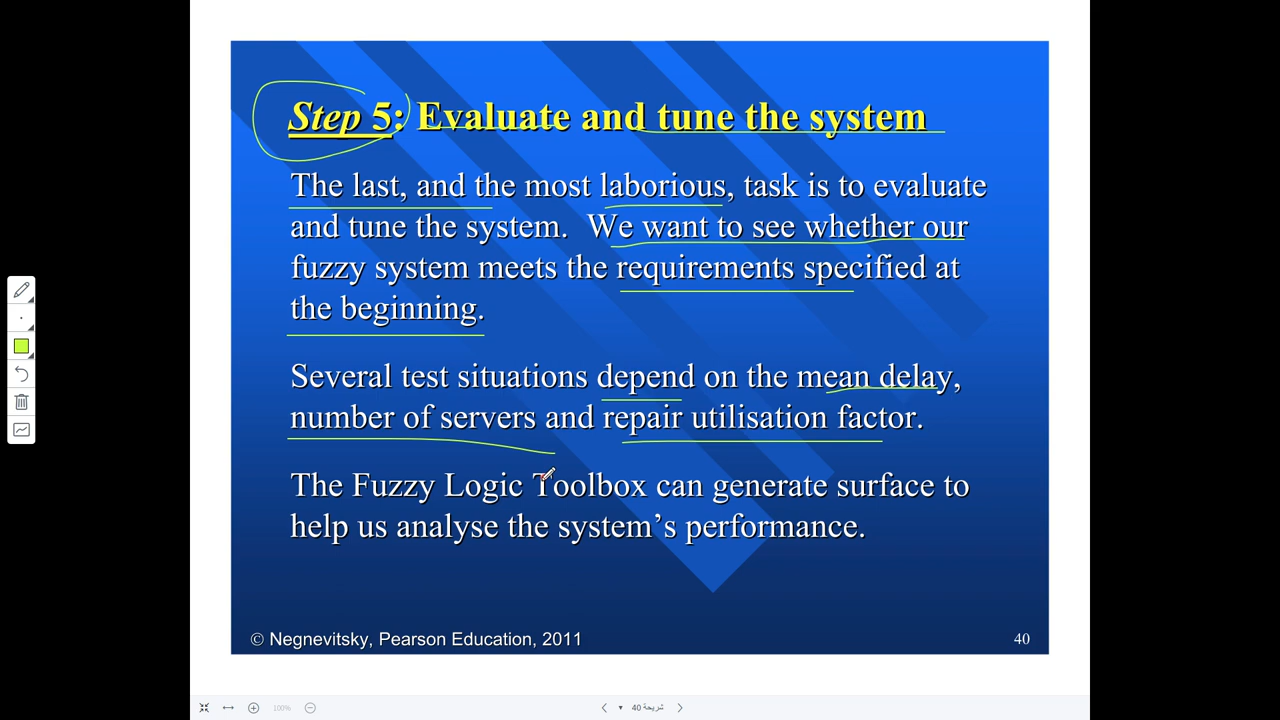 Step 5: Evaluate and tune the system
The last, and the most laborious, task is to evaluate
and tune the system.  We want to see whether our
fuzzy system meets the requirements specified at
the beginning.
Several test situations depend on the mean delay,
number of servers and repair utilisation factor.
The Fuzzy Logic Toolbox can generate surface to
help us analyse the system’s performance.
© Negnevitsky, Pearson Education, 2011
40
100%
شريحة 40